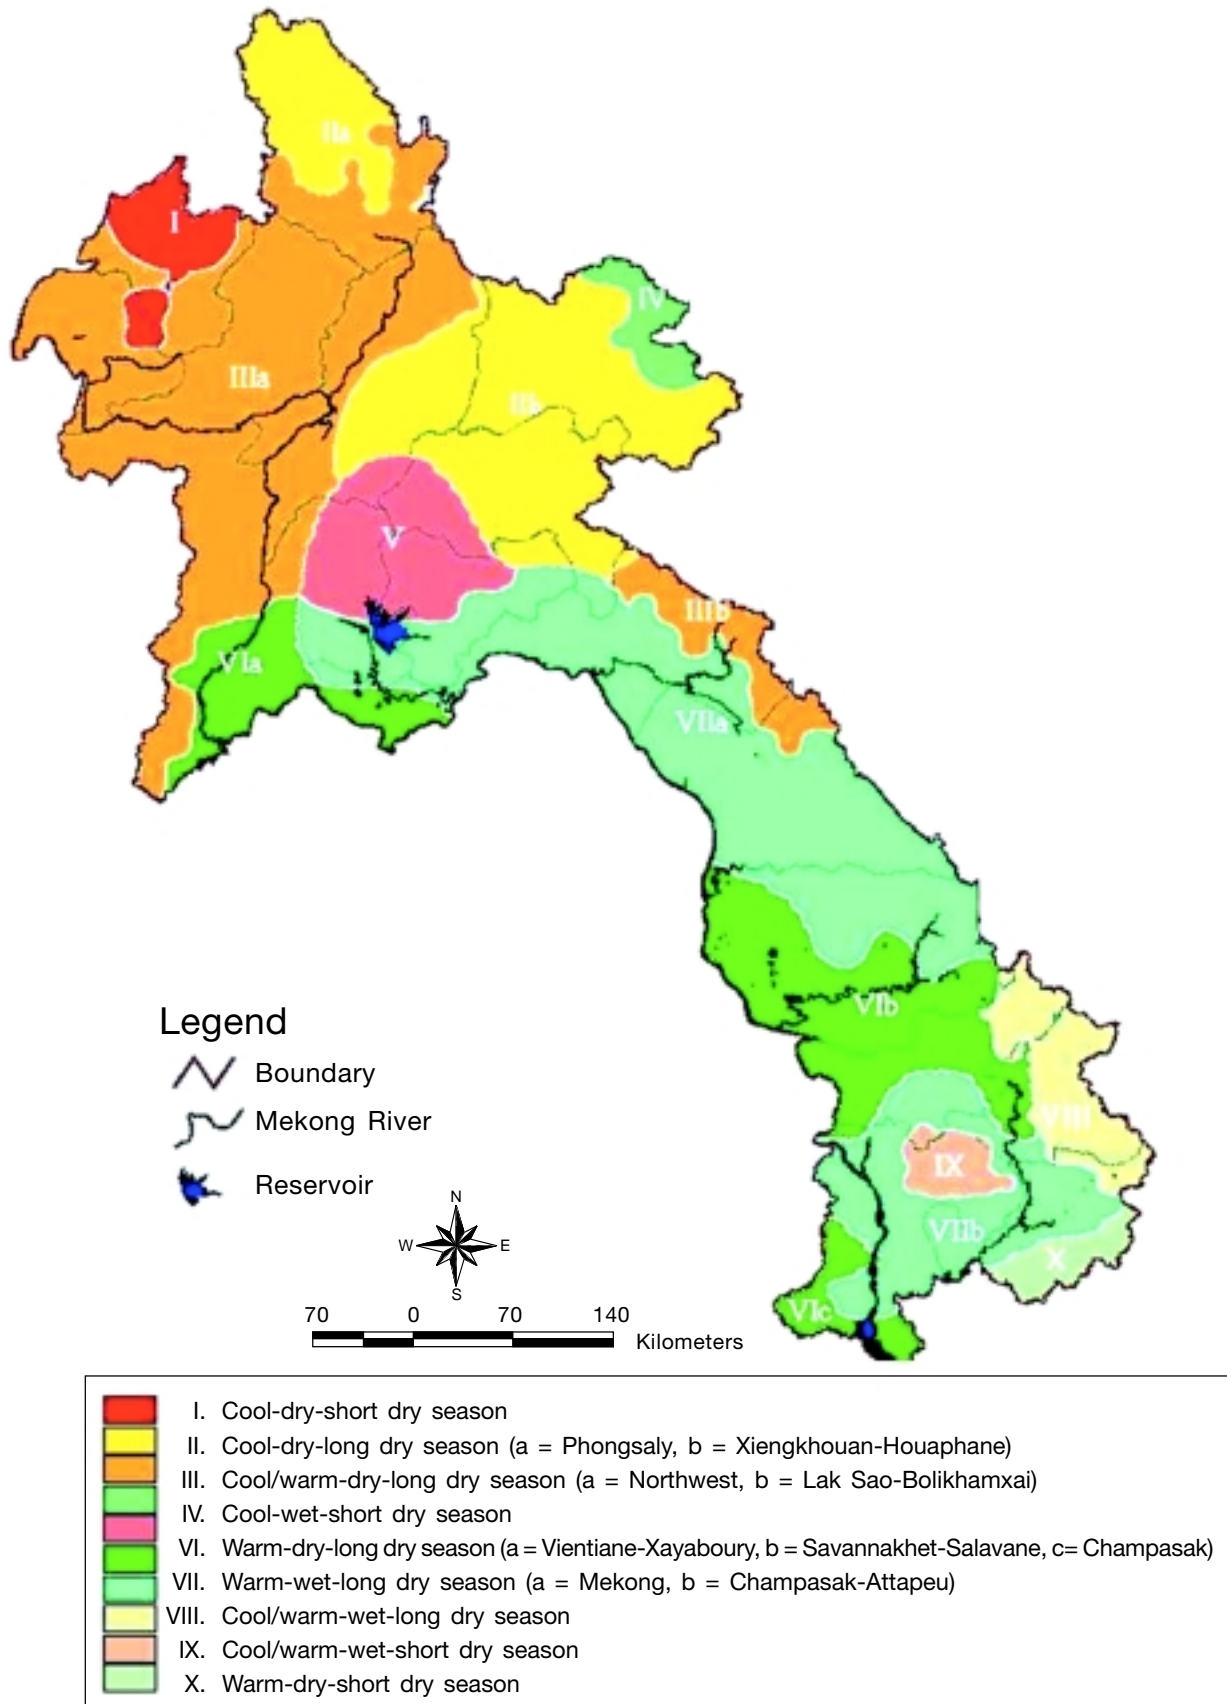 IIa
I
IV
IIIa
IIb
V
IIIb
VIa
VIIa
VIb
VIII
IX
VIIb
X
VIc
Legend
Boundary
Mekong River
Reservoir
N
W E
S
70 0 70 140
Kilometers
I. Cool-dry-short dry season
II. Cool-dry-long dry season (a = Phongsaly, b = Xiengkhouan-Houaphane)
III. Cool/warm-dry-long dry season (a = Northwest, b = Lak Sao-Bolikhamxai)
IV. Cool-wet-short dry season
VI. Warm-dry-long dry season (a = Vientiane-Xayaboury, b = Savannakhet-Salavane, c= Champasak)
VII. Warm-wet-long dry season (a = Mekong, b = Champasak-Attapeu)
VIII. Cool/warm-wet-long dry season
IX. Cool/warm-wet-short dry season
X. Warm-dry-short dry season